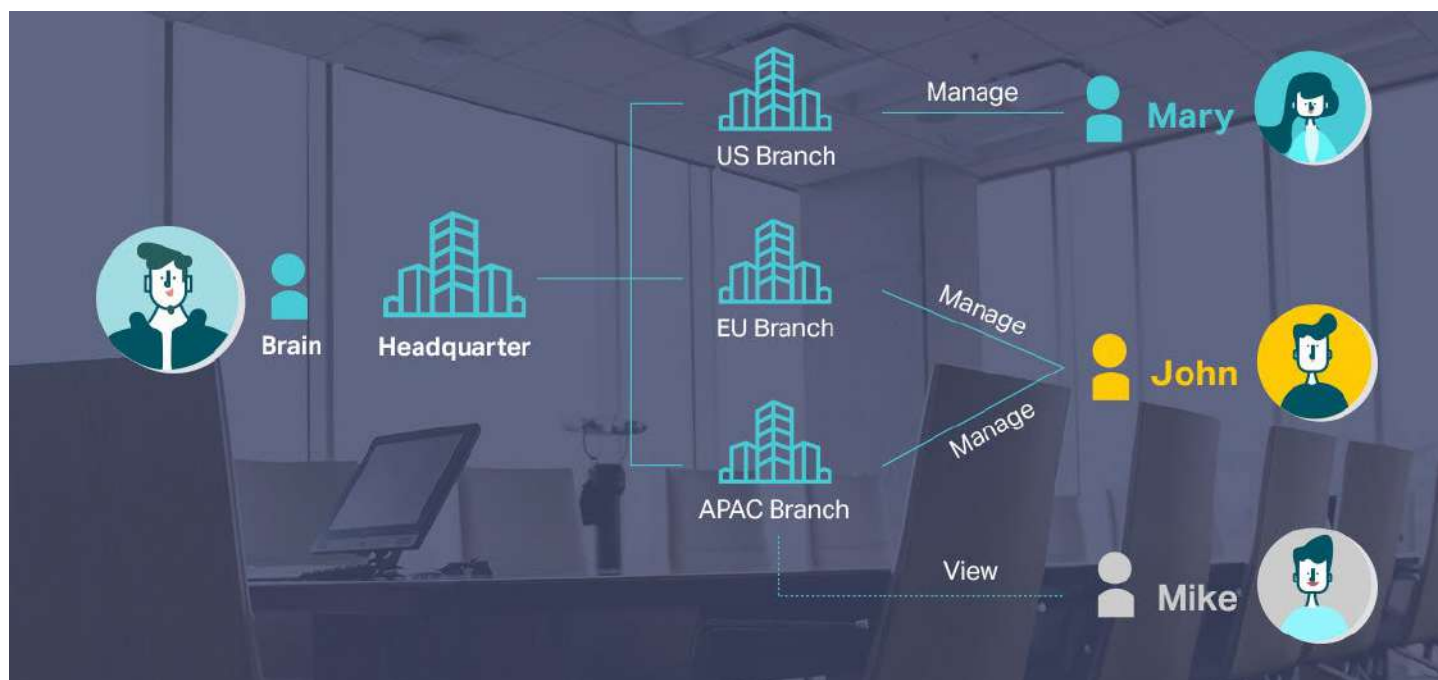 Manage
Mary
US Branch
Brain
Headquarter
EU Branch
Manage
John
Manage
APAC Branch
View
Mike